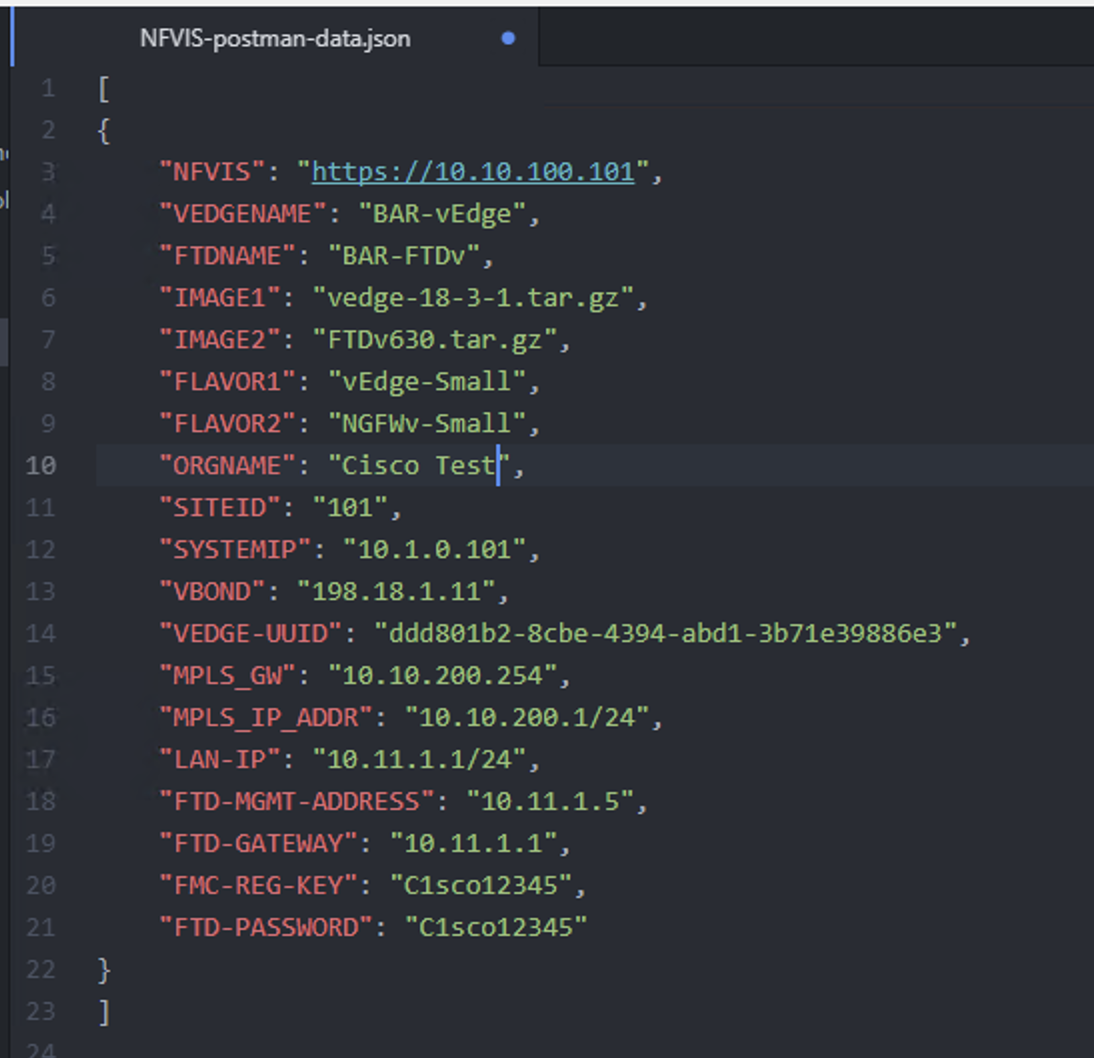 NFVIS-postman-data.json
1 [
2 {
3 "NFVIS": "https://10.10.100.101",
4 "VEDGENAME": "BAR-vEdge",
5 "FTDNAME": "BAR-FTDv",
6 "IMAGE1": "vedge-18-3-1.tar.gz",
7 "IMAGE2": "FTDv630.tar.gz",
8 "FLAVOR1": "vEdge-Small",
9 "FLAVOR2": "NGFWv-Small",
10 "ORGNAME": "Cisco Test",
11 "SITEID": "101",
12 "SYSTEMIP": "10.1.0.101",
13 "VBOND": "198.18.1.11",
14 "VEDGE-UUID": "ddd801b2-8cbe-4394-abd1-3b71e39886e3",
15 "MPLS_GW": "10.10.200.254",
16 "MPLS_IP_ADDR": "10.10.200.1/24",
17 "LAN-IP": "10.11.1.1/24",
18 "FTD-MGMT-ADDRESS": "10.11.1.5",
19 "FTD-GATEWAY": "10.11.1.1",
20 "FMC-REG-KEY": "C1sco12345",
21 "FTD-PASSWORD": "C1sco12345"
22 }
23 ]
24